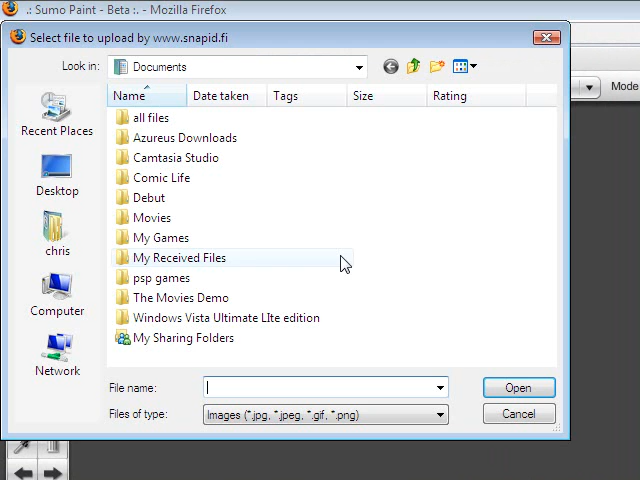 .: Sumo Paint - Beta :. - Mozilla Firefox
Select file to upload by www.snapid.fi
Look in: Documents
Mode
Name Date taken Tags Size Rating
Recent Places
Desktop
chris
Computer
Network
all files
Azureus Downloads
Camtasia Studio
Comic Life
Debut
Movies
My Games
My Received Files
psp games
The Movies Demo
Windows Vista Ultimate LIte edition
My Sharing Folders
File name:
Open
Files of type: Images (*.jpg, *.jpeg, *.gif, *.png)
Cancel